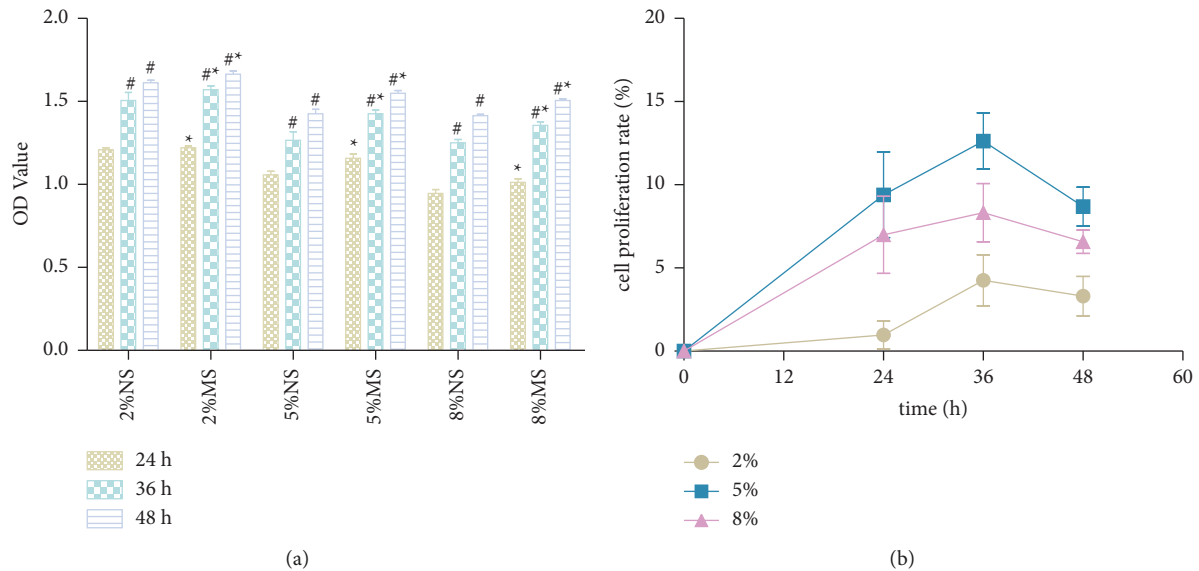 2.0
1.5
1.0
0.5
0.0
OD Value
# #
* #* #*
# #
* #* #*
# #
* #* #*
2%NS
2%MS
5%NS
5%MS
8%NS
8%MS
24 h
36 h
48 h
(a)
20
15
10
5
0
cell proliferation rate (%)
0 12 24 36 48 60
time (h)
2%
5%
8%
(b)